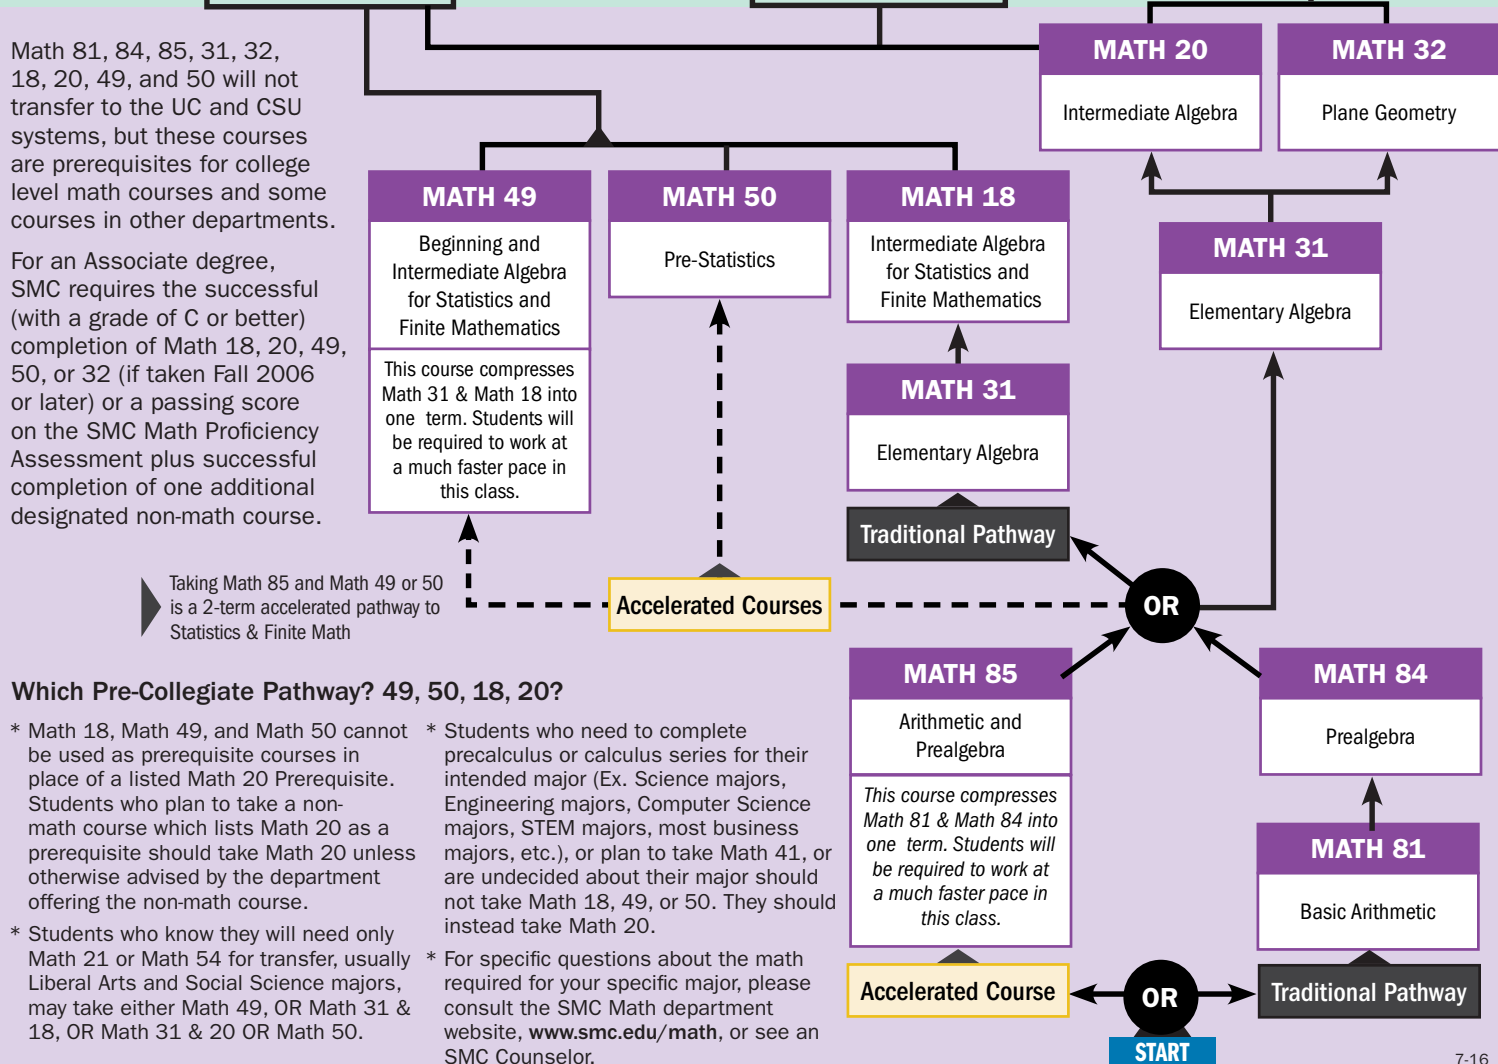 Math 81, 84, 85, 31, 32,
18, 20, 49, and 50 will not
transfer to the UC and CSU
systems, but these courses
are prerequisites for college
level math courses and some
courses in other departments.
For an Associate degree,
SMC requires the successful
(with a grade of C or better)
completion of Math 18, 20, 49,
50, or 32 (if taken Fall 2006
or later) or a passing score
on the SMC Math Proficiency
Assessment plus successful
completion of one additional
designated non-math course.
MATH 20
Intermediate Algebra
MATH 32
Plane Geometry
MATH 49
Beginning and
Intermediate Algebra
for Statistics and
Finite Mathematics
This course compresses
Math 31 & Math 18 into
one term. Students will
be required to work at
a much faster pace in
this class.
MATH 50
Pre-Statistics
MATH 18
Intermediate Algebra
for Statistics and
Finite Mathematics
MATH 31
Elementary Algebra
MATH 31
Elementary Algebra
Traditional Pathway
Taking Math 85 and Math 49 or 50
is a 2-term accelerated pathway to
Statistics & Finite Math
Accelerated Courses
OR
MATH 85
Arithmetic and
Prealgebra
This course compresses
Math 81 & Math 84 into
one term. Students will
be required to work at
a much faster pace in
this class.
MATH 84
Prealgebra
MATH 81
Basic Arithmetic
Accelerated Course
OR
Traditional Pathway
START
Which Pre-Collegiate Pathway? 49, 50, 18, 20?
* Math 18, Math 49, and Math 50 cannot
be used as prerequisite courses in
place of a listed Math 20 Prerequisite.
Students who plan to take a non-
math course which lists Math 20 as a
prerequisite should take Math 20 unless
otherwise advised by the department
offering the non-math course.
* Students who know they will need only
Math 21 or Math 54 for transfer, usually
Liberal Arts and Social Science majors,
may take either Math 49, OR Math 31 &
18, OR Math 31 & 20 OR Math 50.
* Students who need to complete
precalculus or calculus series for their
intended major (Ex. Science majors,
Engineering majors, Computer Science
majors, STEM majors, most business
majors, etc.), or plan to take Math 41, or
are undecided about their major should
not take Math 18, 49, or 50. They should
instead take Math 20.
* For specific questions about the math
required for your specific major, please
consult the SMC Math department
website, www.smc.edu/math, or see an
SMC Counselor.
7-16